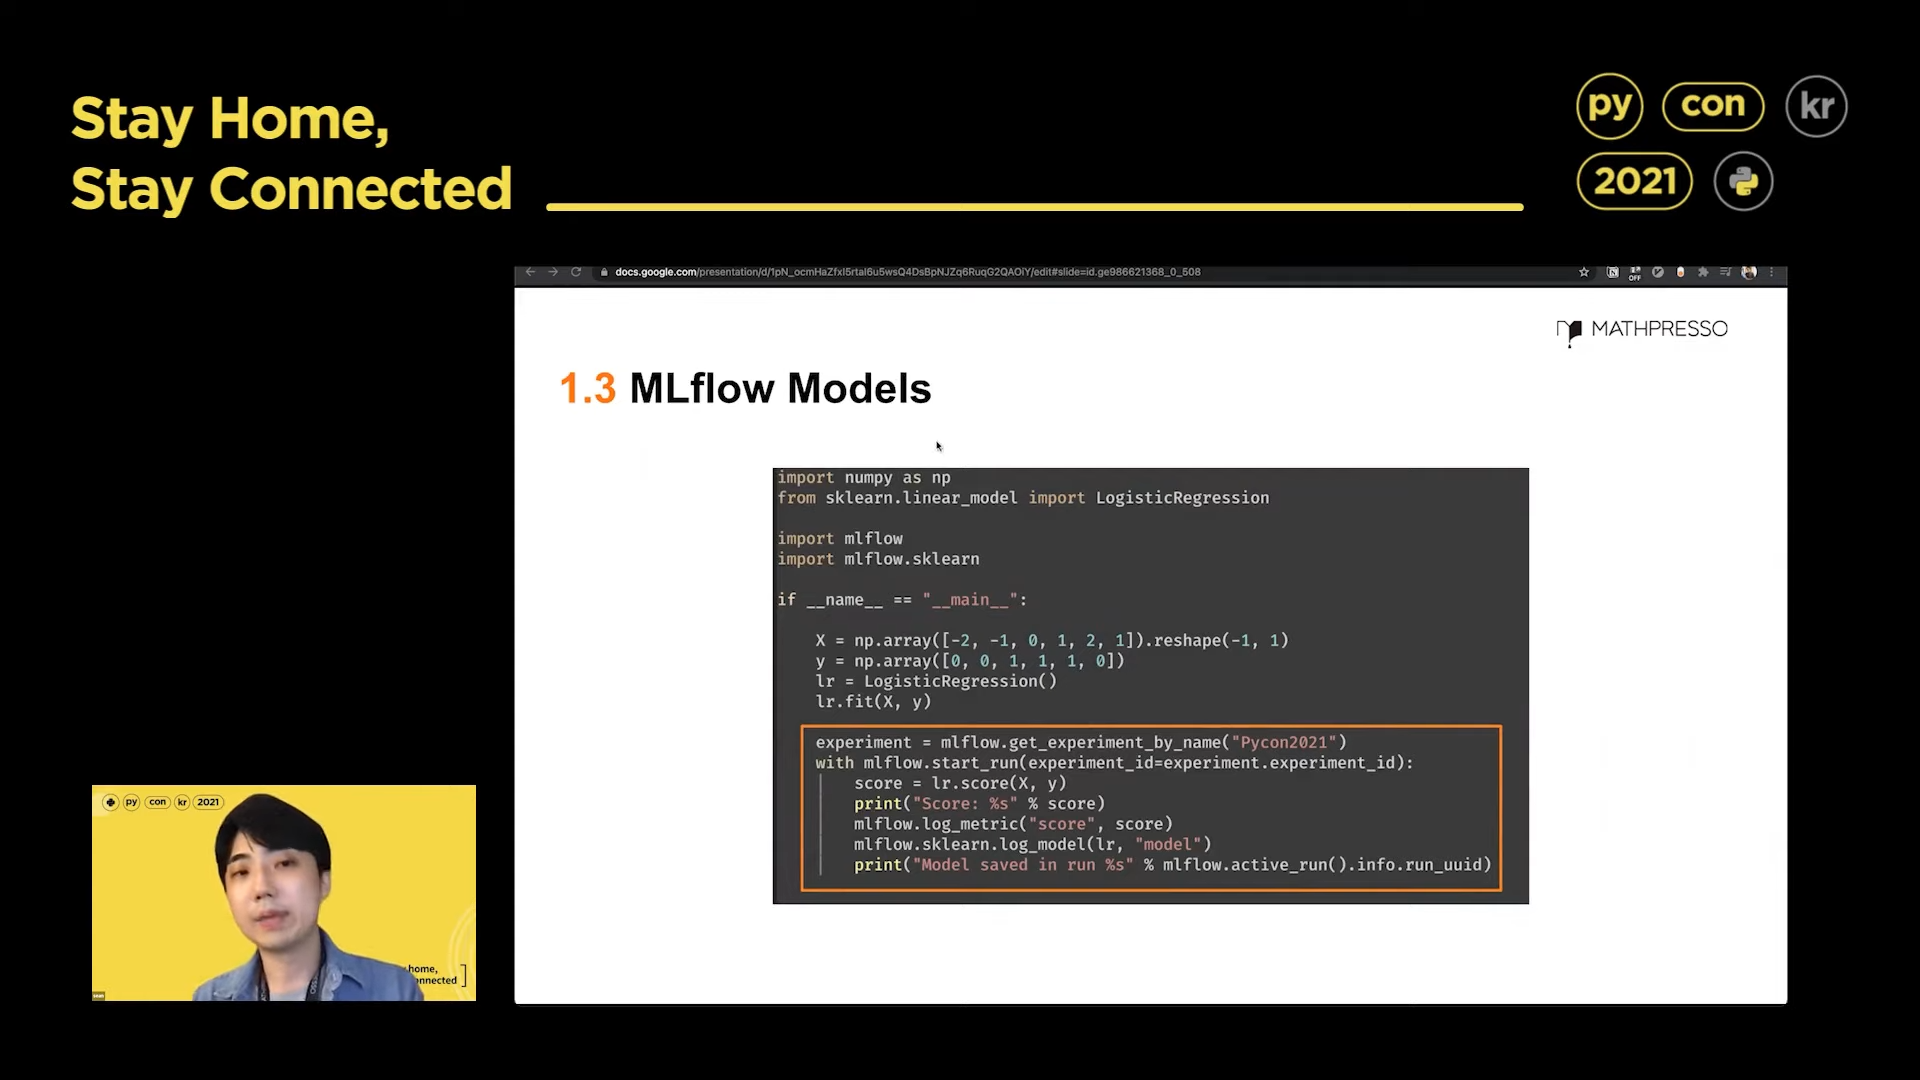 Stay Home,
Stay Connected
py con kr
2021
docs.google.com/presentation/d/1pN_ocmHaZfxI5rtaI6u5wsQ4DsBpNJZq6RuqG2QAOiY/edit#slide=id.ge986621368_0_508
OFF
MATHPRESSO
1.3 MLflow Models
import numpy as np
from sklearn.linear_model import LogisticRegression
import mlflow
import mlflow.sklearn
if __name__ == "__main__":
X = np.array([-2, -1, 0, 1, 2, 1]).reshape(-1, 1)
y = np.array([0, 0, 1, 1, 1, 0])
lr = LogisticRegression()
lr.fit(X, y)
experiment = mlflow.get_experiment_by_name("Pycon2021")
with mlflow.start_run(experiment_id=experiment.experiment_id):
score = lr.score(X, y)
print("Score: %s" % score)
mlflow.log_metric("score", score)
mlflow.sklearn.log_model(lr, "model")
print("Model saved in run %s" % mlflow.active_run().info.run_uuid)
py con kr 2021
home,
nnected